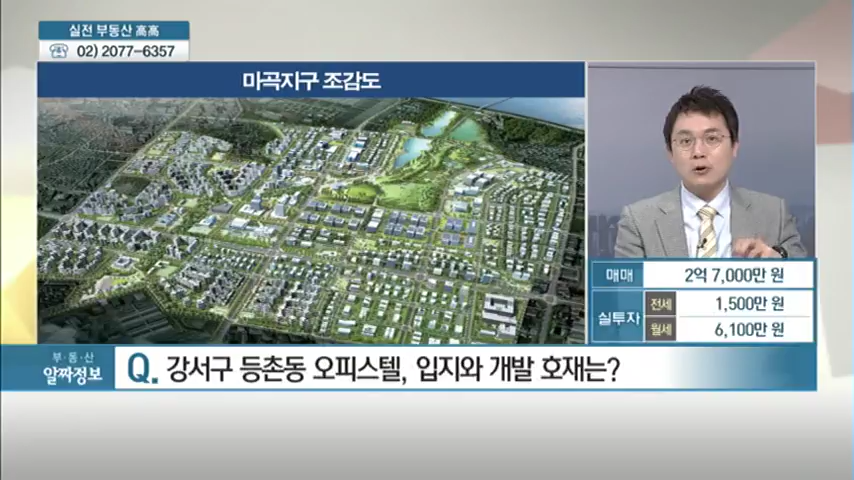 실전 부동산 高高
02) 2077-6357
마곡지구 조감도
매매 2억 7,000만 원
실투자 전세 1,500만 원
월세 6,100만 원
부·동·산
알짜정보
Q. 강서구 등촌동 오피스텔, 입지와 개발 호재는?